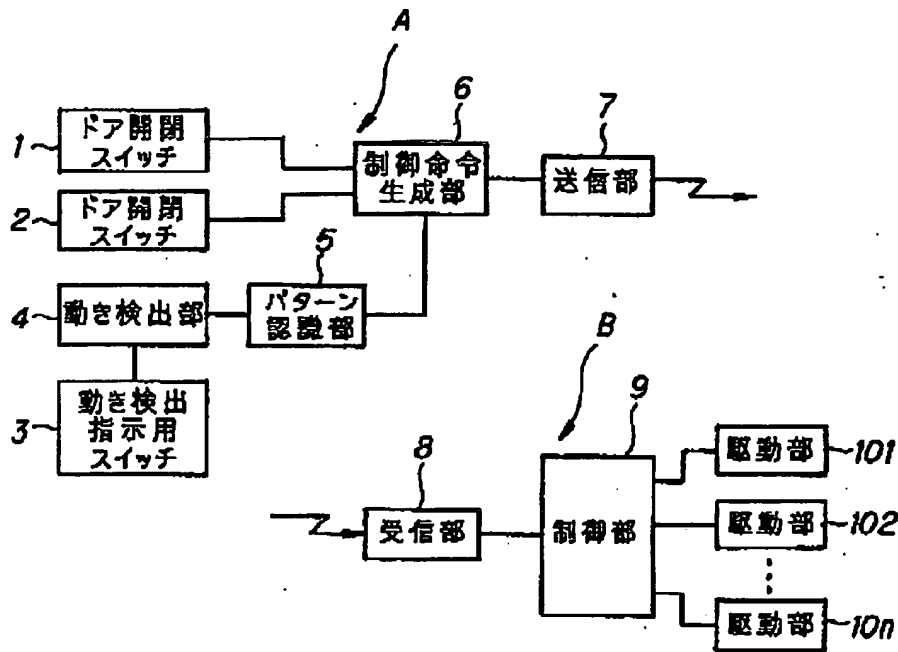 A
6
7
1
ドア開閉
スイッチ
制御命令
生成部
送信部
2
ドア開閉
スイッチ
5
4
動き検出部
パターン
認識部
B
3
動き検出
指示用
スイッチ
9
8
駆動部
101
受信部
制御部
駆動部
102
駆動部
10n